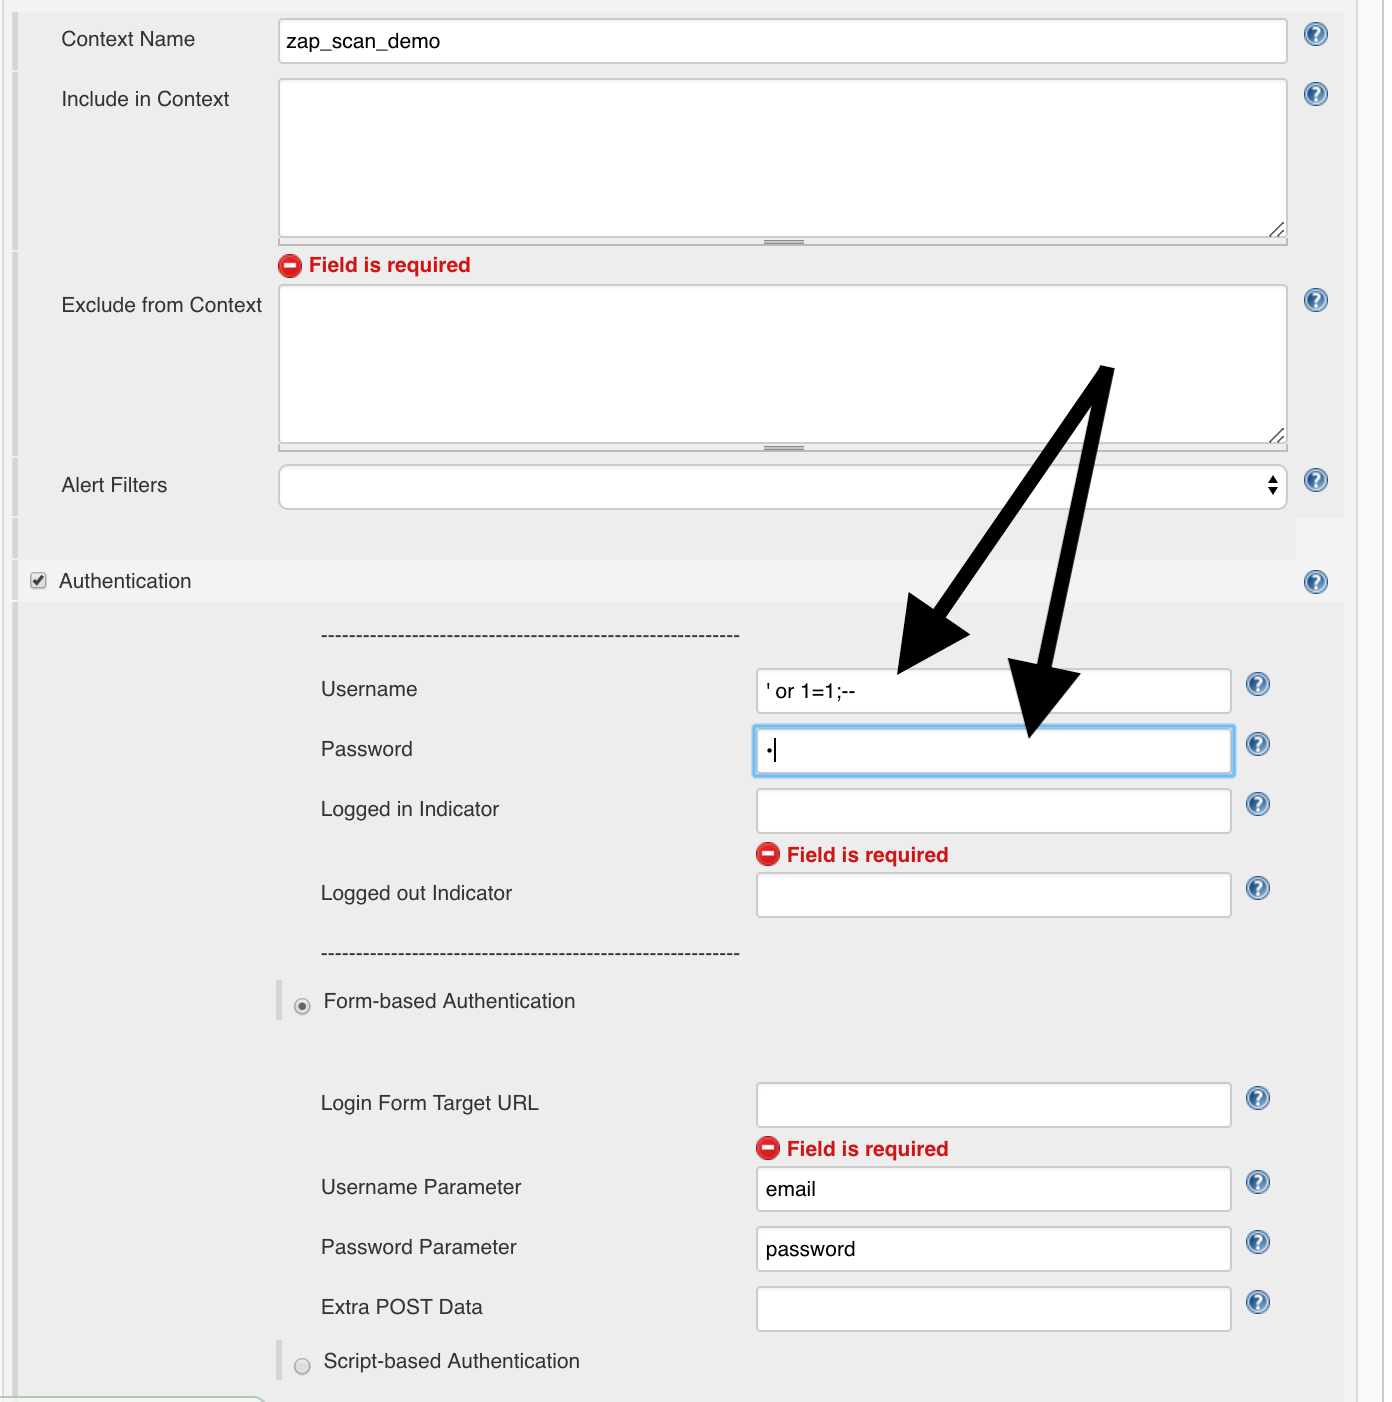 Context Name
zap_scan_demo
Include in Context
Field is required
Exclude from Context
Alert Filters
Authentication
------------------------------------------------------------
Username
' or 1=1;--
Password
•
Logged in Indicator
Field is required
Logged out Indicator
------------------------------------------------------------
Form-based Authentication
Login Form Target URL
Field is required
Username Parameter
email
Password Parameter
password
Extra POST Data
Script-based Authentication